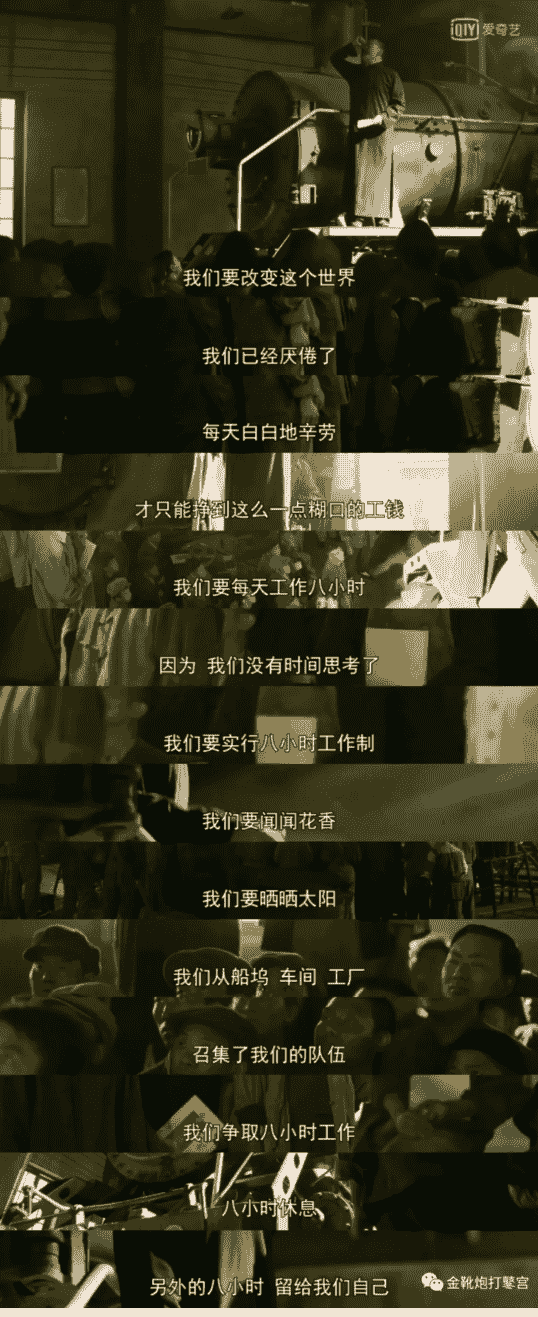 iQIY 爱奇艺
我们要改变这个世界
我们已经厌倦了
每天白白地辛劳
才只能挣到这么一点糊口的工钱
我们要每天工作八小时
因为 我们没有时间思考了
我们要实行八小时工作制
我们要闻闻花香
我们要晒晒太阳
我们从船坞 车间 工厂
召集了我们的队伍
我们争取八小时工作
八小时休息
另外的八小时 留给我们自己
金靴炮打鼙宫